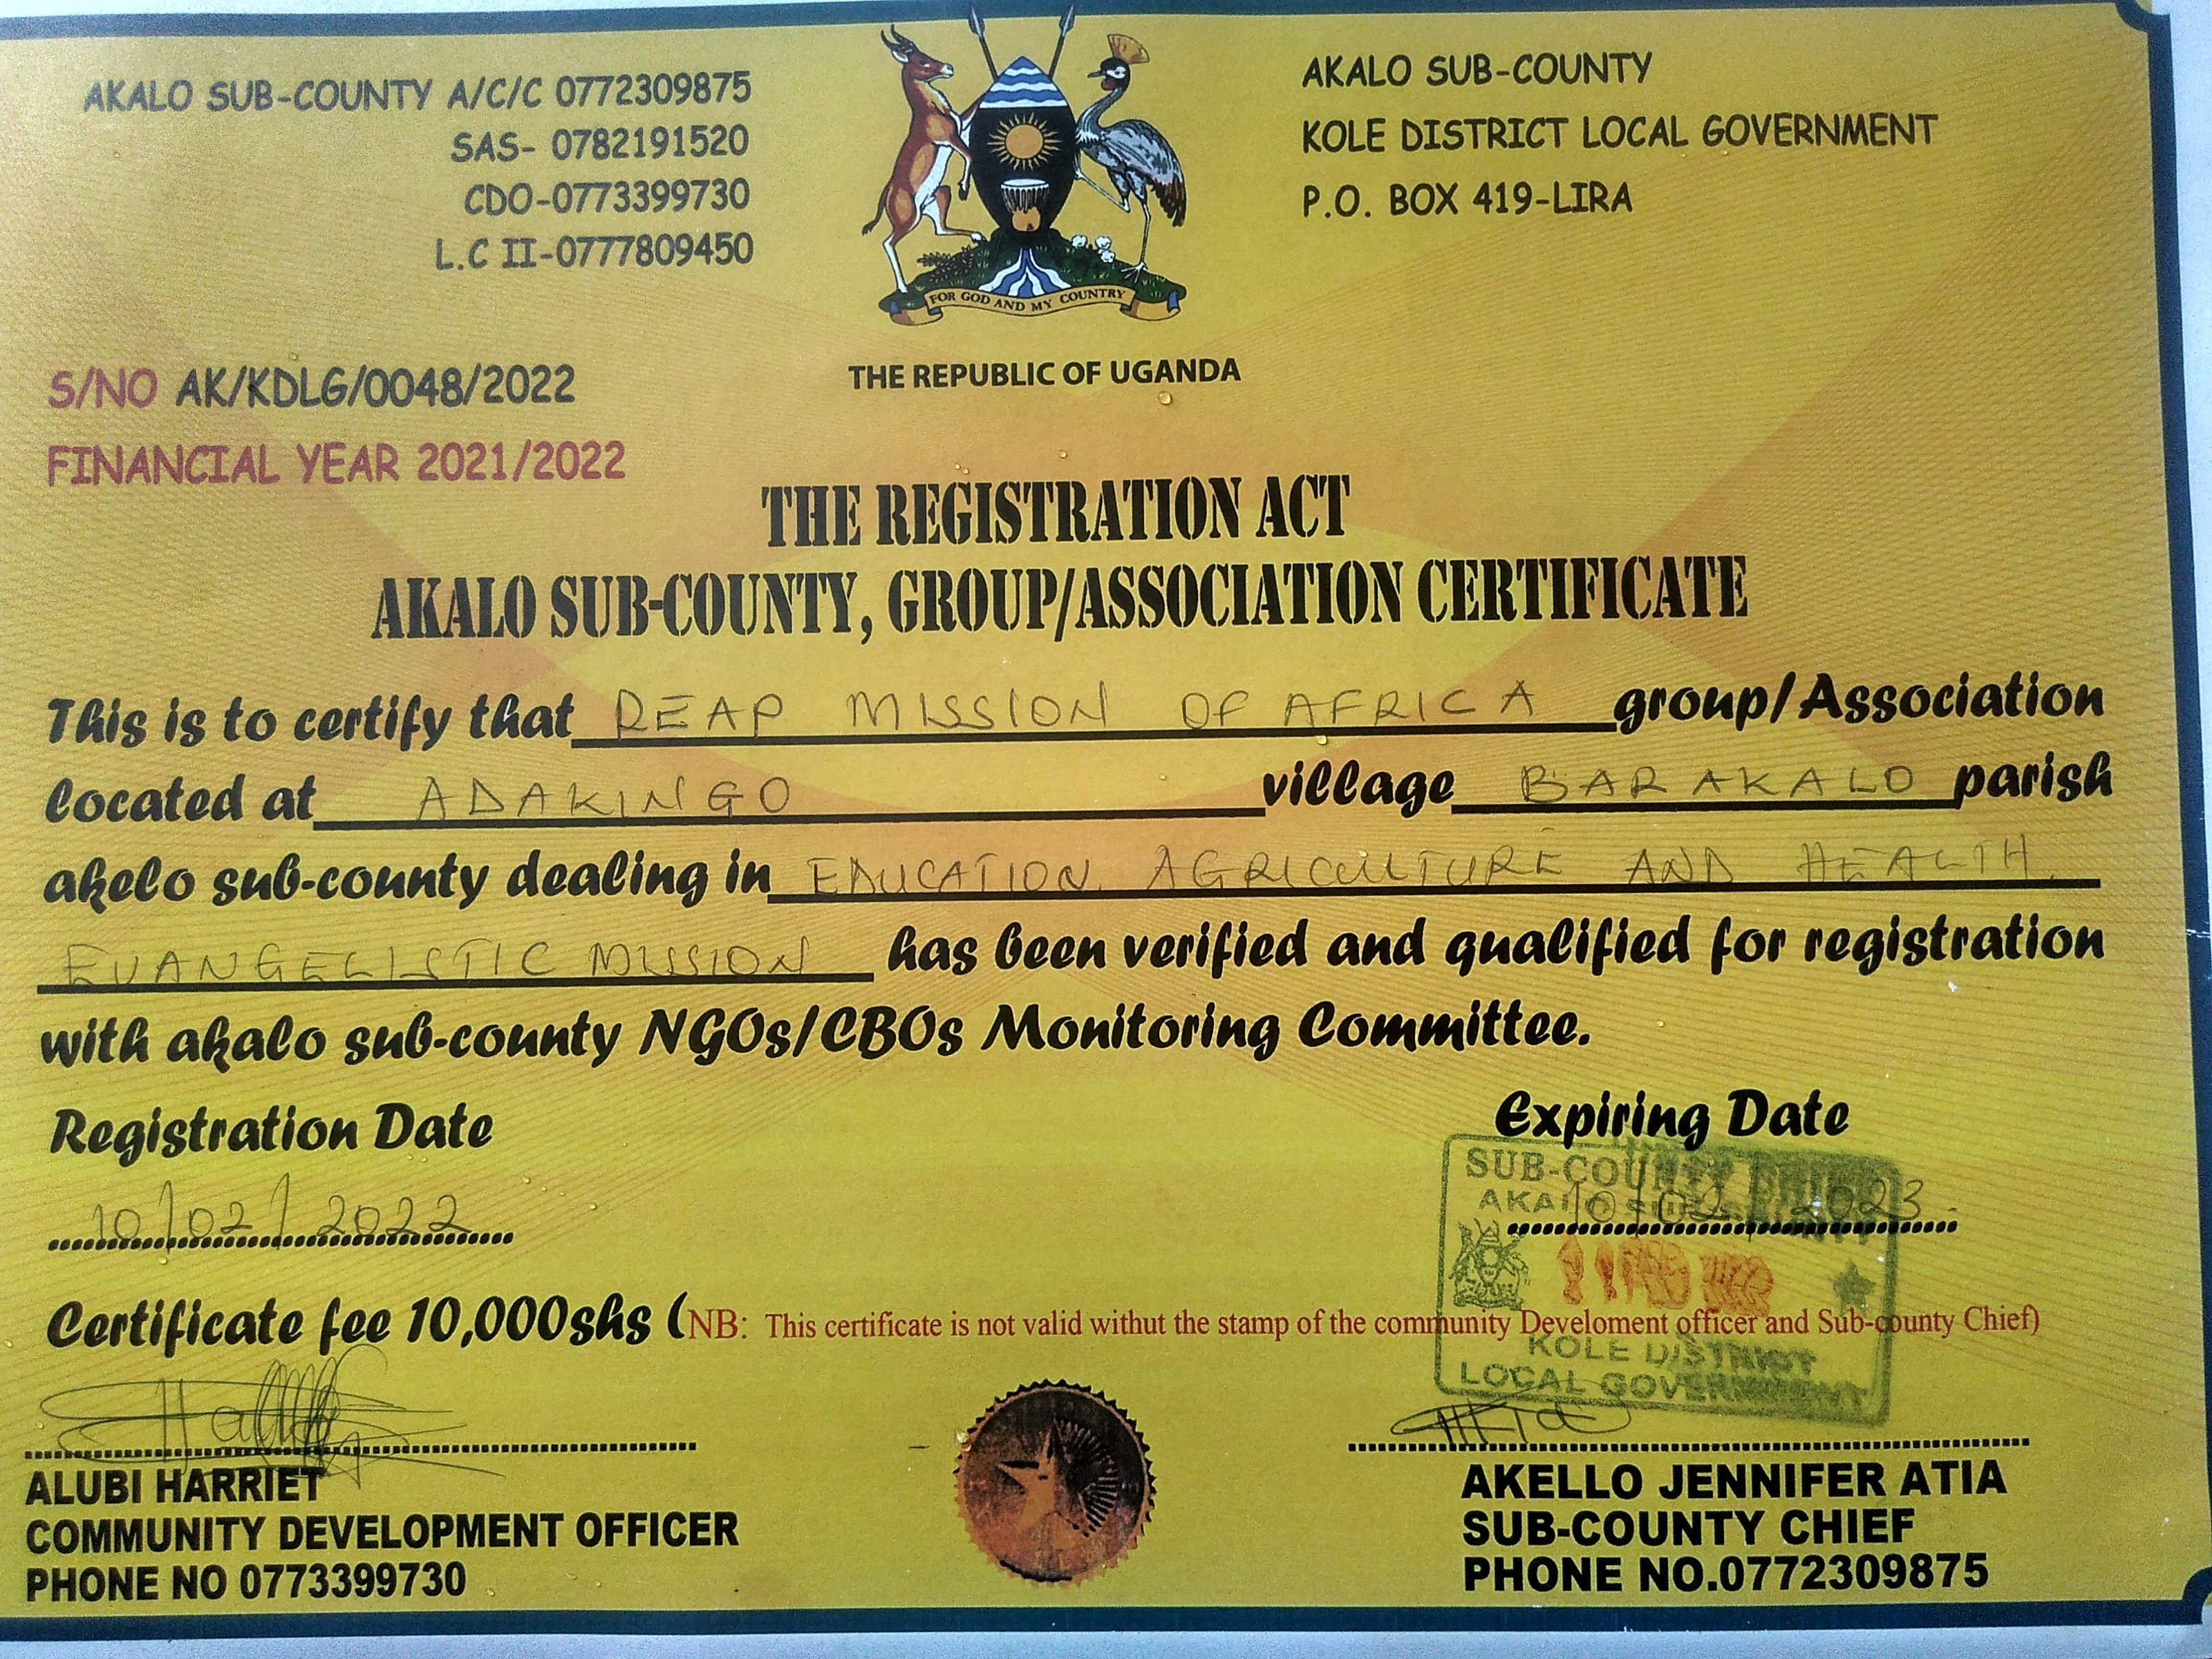 AKALO SUB-COUNTY A/C/C 0772309875
SAS- 0782191520
CDO-0773399730
L.C II-0777809450
FOR GOD AND MY COUNTRY
THE REPUBLIC OF UGANDA
AKALO SUB-COUNTY
KOLE DISTRICT LOCAL GOVERNMENT
P.O. BOX 419-LIRA
S/NO AK/KDLG/0048/2022
FINANCIAL YEAR 2021/2022
THE REGISTRATION ACT
AKALO SUB-COUNTY, GROUP/ASSOCIATION CERTIFICATE
This is to certify that REAP MISSION OF AFRICA group/Association
located at ADAKINGO village BARAKALO parish
akelo sub-county dealing in EDUCATION, AGRICULTURE AND HEALTH.
EVANGELISTIC MISSION has been verified and qualified for registration
with akalo sub-county NGOs/CBOs Monitoring Committee.
Registration Date
10/02/2022
Expiring Date
10/02/2023
SUB-COUNTY CHIEF
AKALO
KOLE DISTRICT
LOCAL GOVERNMENT
Certificate fee 10,000shs (NB: This certificate is not valid withut the stamp of the community Develoment officer and Sub-county Chief)
ALUBI HARRIET
COMMUNITY DEVELOPMENT OFFICER
PHONE NO 0773399730
AKELLO JENNIFER ATIA
SUB-COUNTY CHIEF
PHONE NO.0772309875